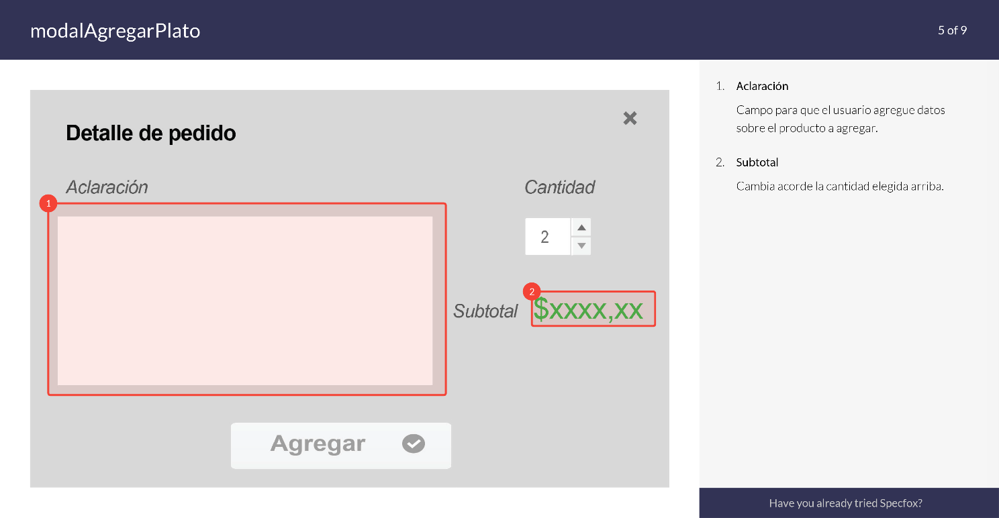 modalAgregarPlato
5 of 9
Detalle de pedido
Aclaración
Cantidad
1
2
2
Subtotal
$xxxx,xx
Agregar
1. Aclaración
Campo para que el usuario agregue datos
sobre el producto a agregar.
2. Subtotal
Cambia acorde la cantidad elegida arriba.
Have you already tried Specfox?